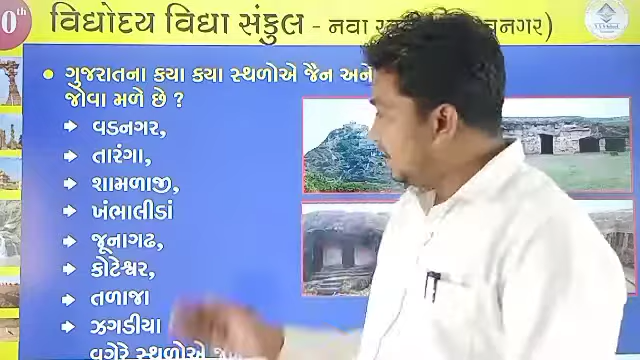 0th
વિદ્યોદય વિદ્યા સંકુલ - નવા
ગુજરાતના કયા કયા સ્થળોએ જૈન અને
જોવા મળે છે ?
વડનગર,
તારંગા,
શામળાજી,
ખંભાલીડાં
જૂનાગઢ,
કોટેશ્વર,
તળાજા
ઝગડીયા
વગેરે સ્થળોએ